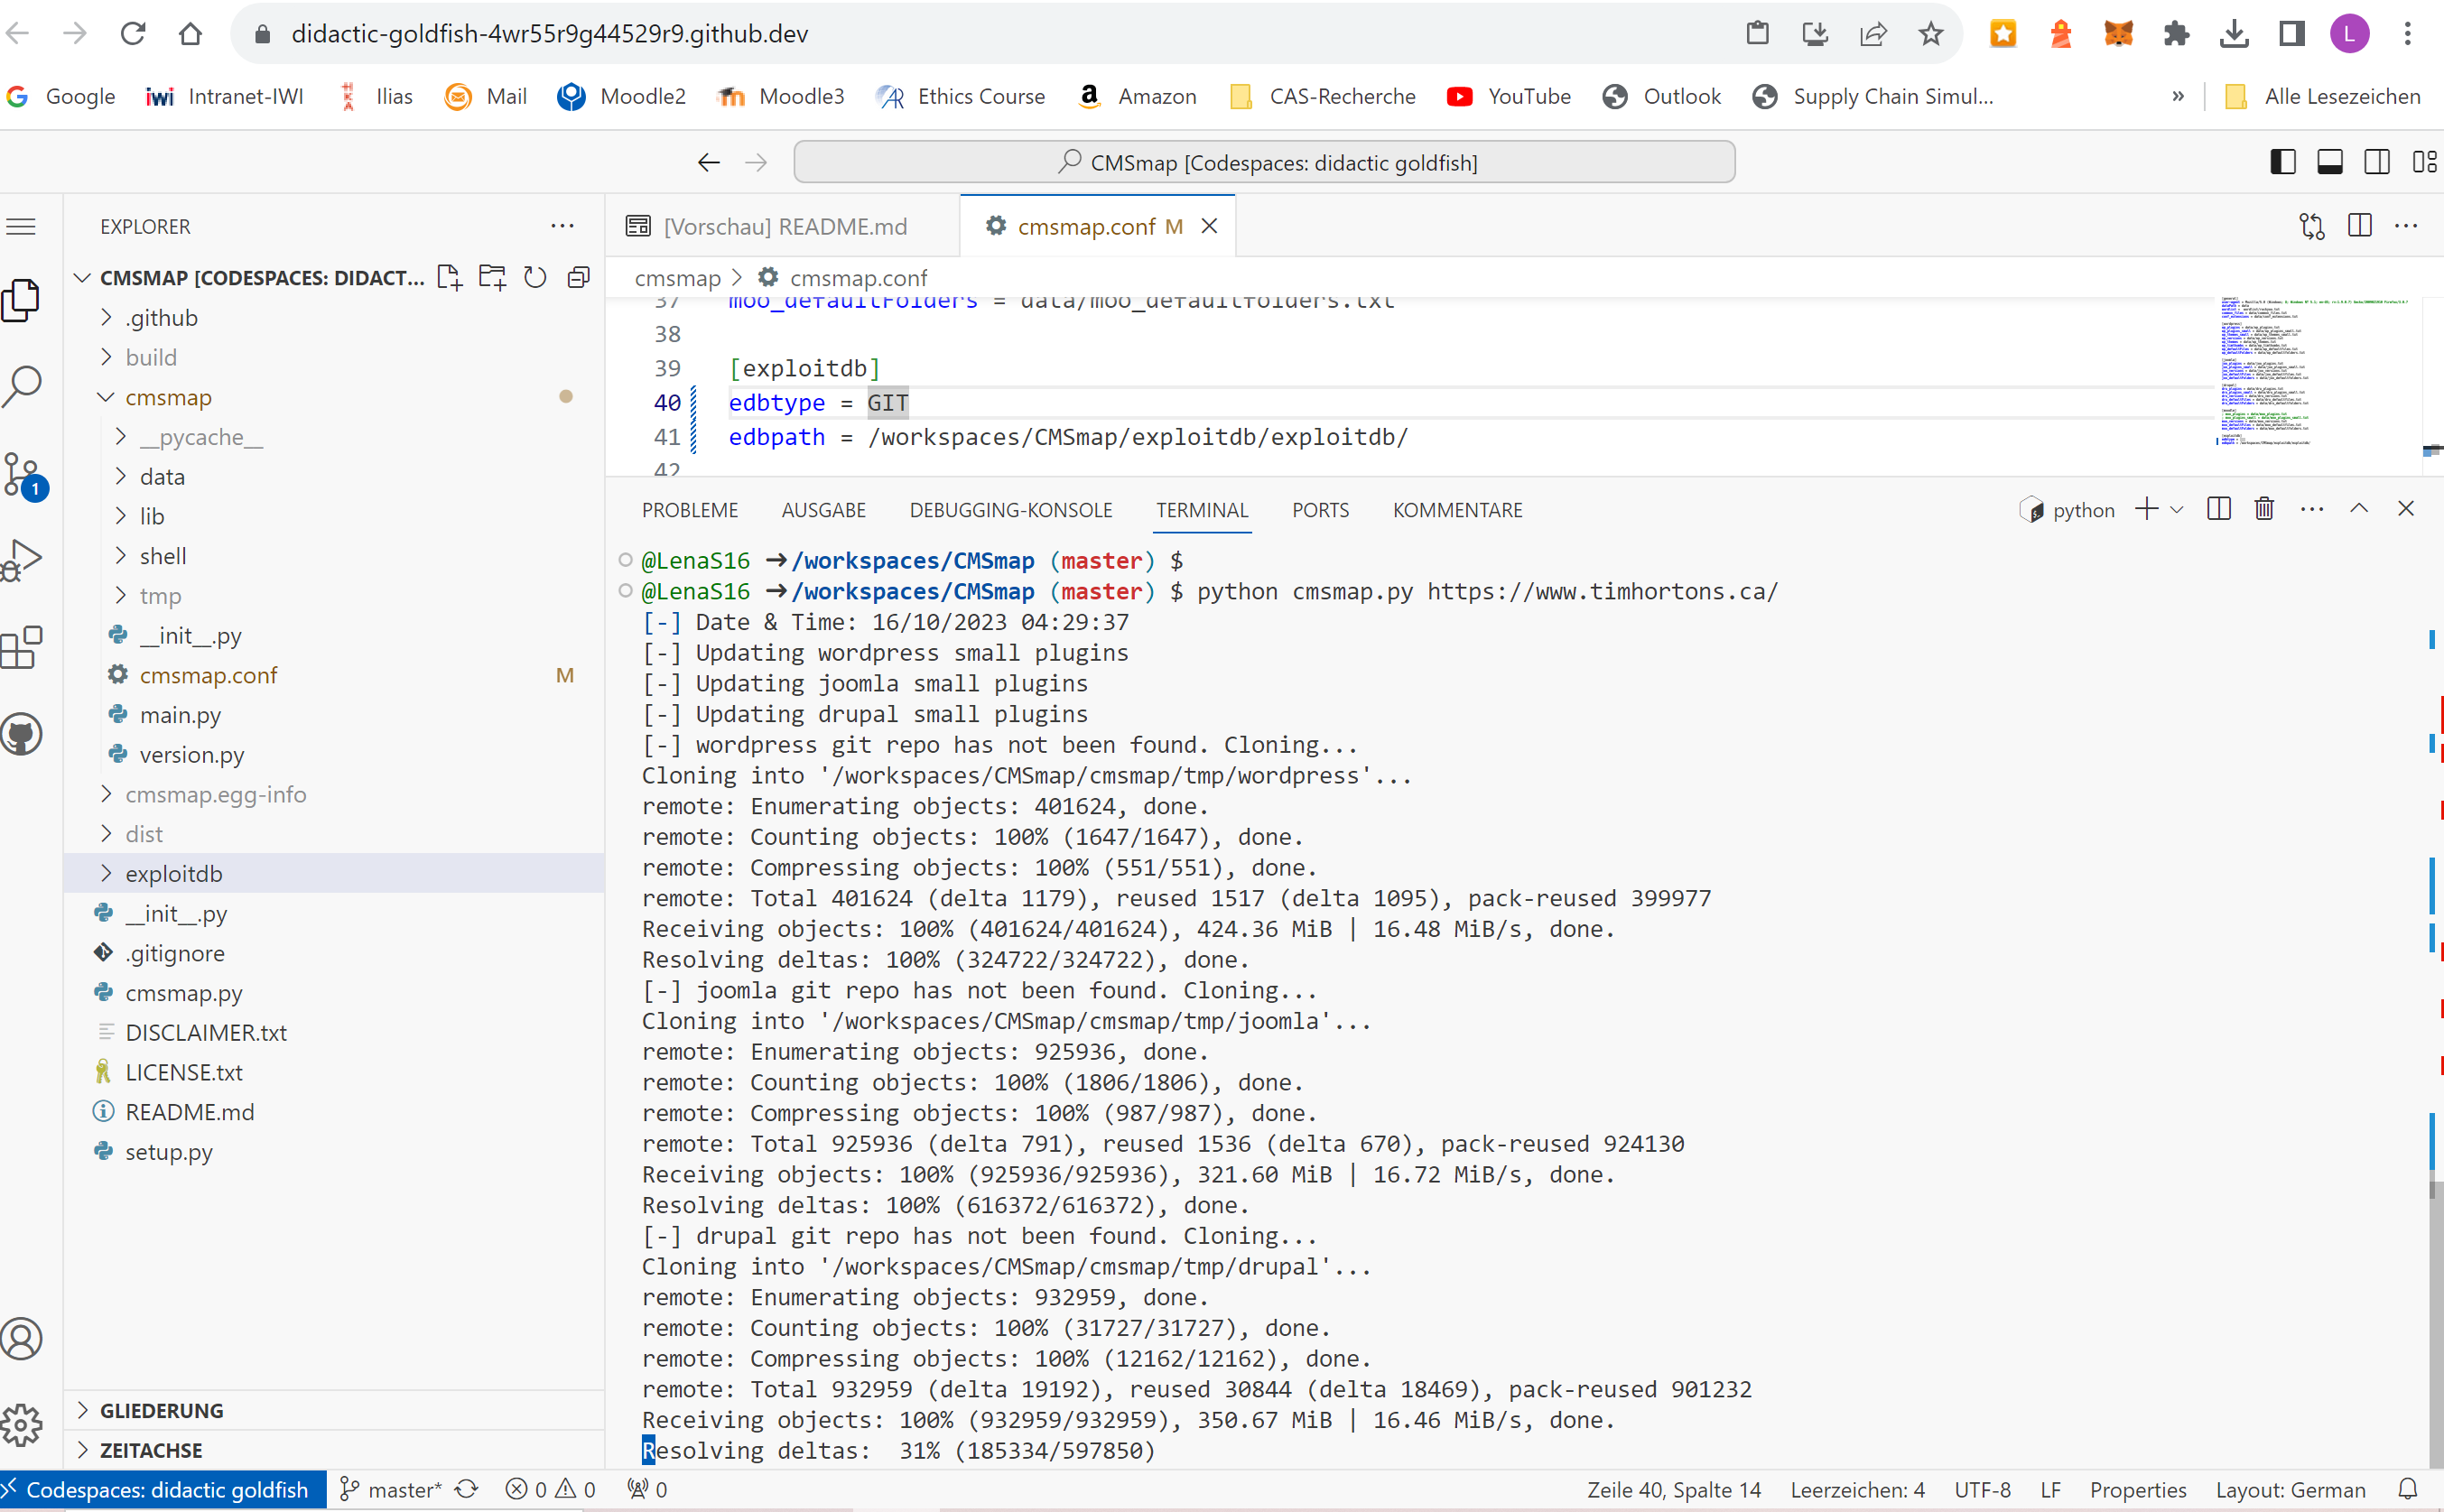 didactic-goldfish-4wr55r9g44529r9.github.dev
L
Google Intranet-IWI Ilias Mail Moodle2 Moodle3 Ethics Course Amazon CAS-Recherche YouTube Outlook Supply Chain Simul... » Alle Lesezeichen
CMSmap [Codespaces: didactic goldfish]
EXPLORER
[Vorschau] README.md
cmsmap.conf M
CMSMAP [CODESPACES: DIDACT...
.github
build
cmsmap
__pycache__
data
lib
shell
tmp
__init__.py
cmsmap.conf M
main.py
version.py
cmsmap.egg-info
dist
exploitdb
__init__.py
.gitignore
cmsmap.py
DISCLAIMER.txt
LICENSE.txt
README.md
setup.py
GLIEDERUNG
ZEITACHSE
1
cmsmap > cmsmap.conf
37 moo_defaultFolders = data/moo_defaultfolders.txt
38
39 [exploitdb]
40 edbtype = GIT
41 edbpath = /workspaces/CMSmap/exploitdb/exploitdb/
42
PROBLEME AUSGABE DEBUGGING-KONSOLE TERMINAL PORTS KOMMENTARE
python
@LenaS16 ➜/workspaces/CMSmap (master) $
@LenaS16 ➜/workspaces/CMSmap (master) $ python cmsmap.py https://www.timhortons.ca/
[-] Date & Time: 16/10/2023 04:29:37
[-] Updating wordpress small plugins
[-] Updating joomla small plugins
[-] Updating drupal small plugins
[-] wordpress git repo has not been found. Cloning...
Cloning into '/workspaces/CMSmap/cmsmap/tmp/wordpress'...
remote: Enumerating objects: 401624, done.
remote: Counting objects: 100% (1647/1647), done.
remote: Compressing objects: 100% (551/551), done.
remote: Total 401624 (delta 1179), reused 1517 (delta 1095), pack-reused 399977
Receiving objects: 100% (401624/401624), 424.36 MiB | 16.48 MiB/s, done.
Resolving deltas: 100% (324722/324722), done.
[-] joomla git repo has not been found. Cloning...
Cloning into '/workspaces/CMSmap/cmsmap/tmp/joomla'...
remote: Enumerating objects: 925936, done.
remote: Counting objects: 100% (1806/1806), done.
remote: Compressing objects: 100% (987/987), done.
remote: Total 925936 (delta 791), reused 1536 (delta 670), pack-reused 924130
Receiving objects: 100% (925936/925936), 321.60 MiB | 16.72 MiB/s, done.
Resolving deltas: 100% (616372/616372), done.
[-] drupal git repo has not been found. Cloning...
Cloning into '/workspaces/CMSmap/cmsmap/tmp/drupal'...
remote: Enumerating objects: 932959, done.
remote: Counting objects: 100% (31727/31727), done.
remote: Compressing objects: 100% (12162/12162), done.
remote: Total 932959 (delta 19192), reused 30844 (delta 18469), pack-reused 901232
Receiving objects: 100% (932959/932959), 350.67 MiB | 16.46 MiB/s, done.
Resolving deltas:  31% (185334/597850)
Codespaces: didactic goldfish master* 0 0 0 Zeile 40, Spalte 14 Leerzeichen: 4 UTF-8 LF Properties Layout: German